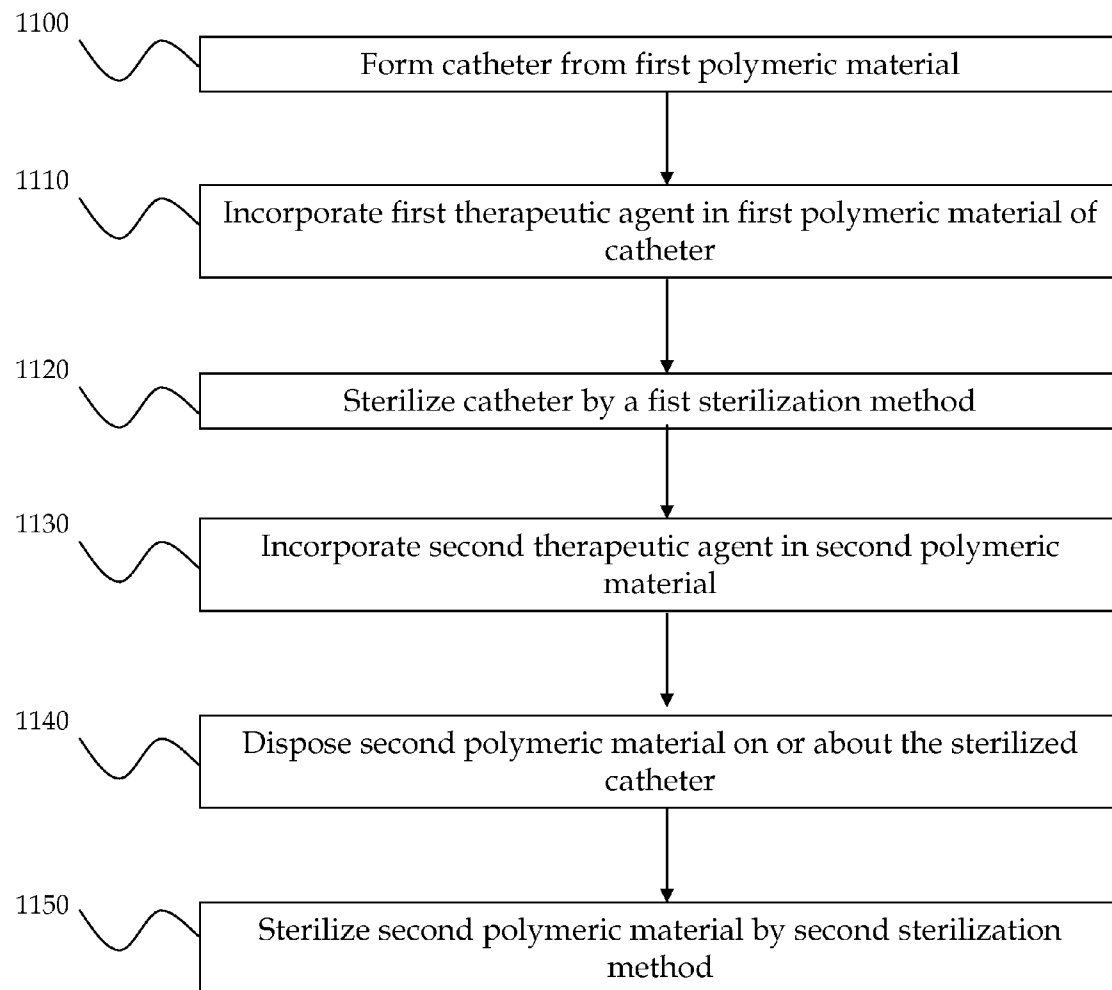 1100
Form catheter from first polymeric material
1110
Incorporate first therapeutic agent in first polymeric material of
catheter
1120
Sterilize catheter by a fist sterilization method
1130
Incorporate second therapeutic agent in second polymeric
material
1140
Dispose second polymeric material on or about the sterilized
catheter
1150
Sterilize second polymeric material by second sterilization
method